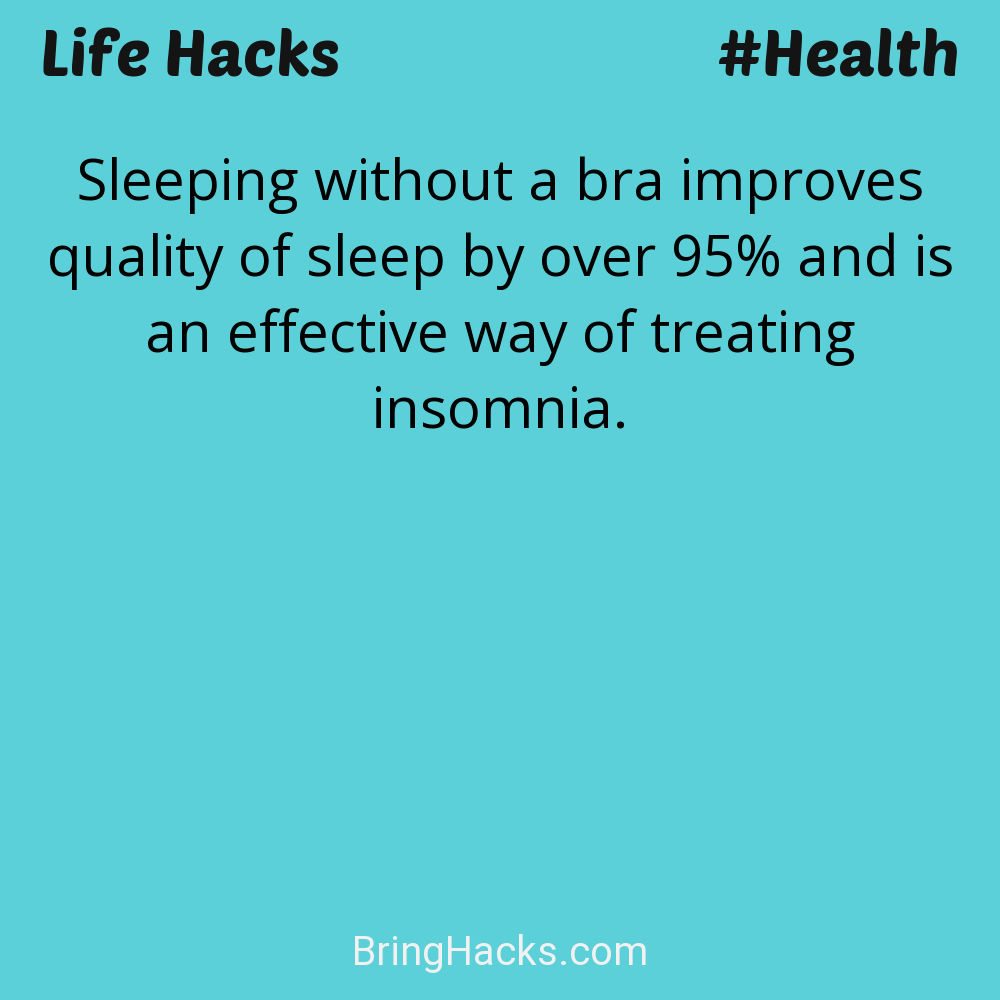 Life Hacks #Health
Sleeping without a bra improves
quality of sleep by over 95% and is
an effective way of treating
insomnia.
BringHacks.com